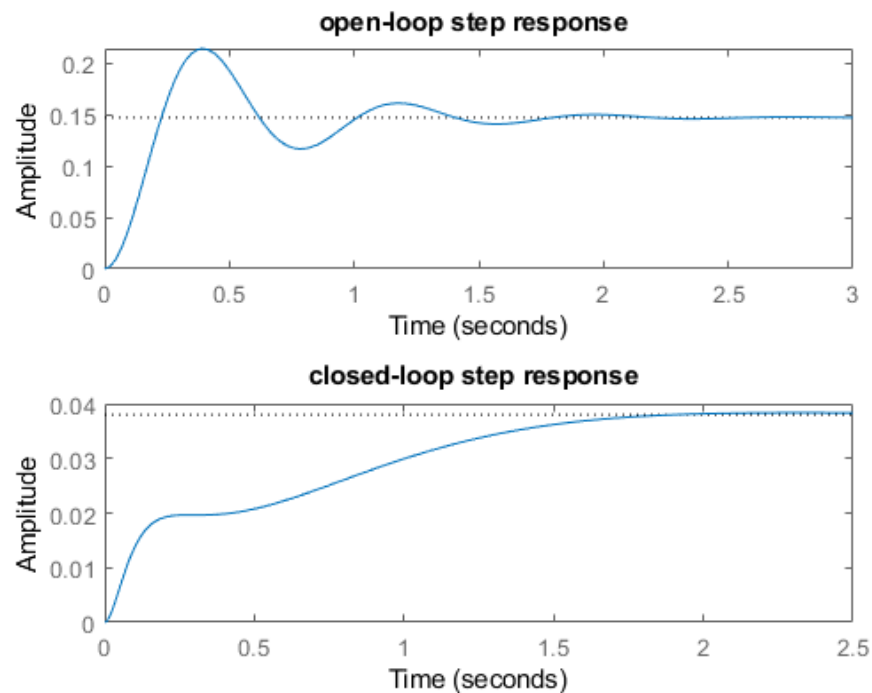 open-loop step response
Amplitude
0.2
0.15
0.1
0.05
0
0 0.5 1 1.5 2 2.5 3
Time (seconds)
closed-loop step response
Amplitude
0.04
0.03
0.02
0.01
0
0 0.5 1 1.5 2 2.5
Time (seconds)